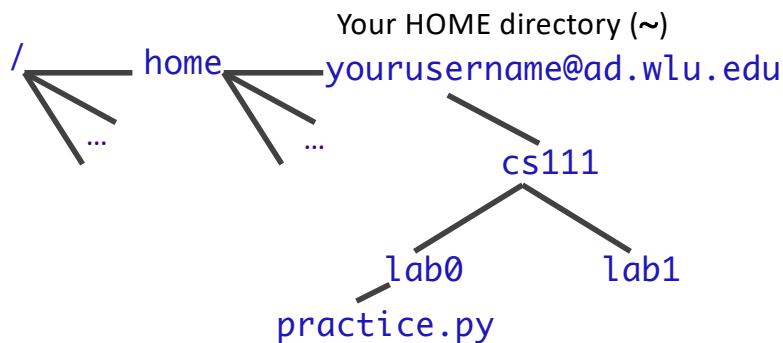 Your HOME directory (~)
/ home yourusername@ad.wlu.edu
… …
cs111
lab0 lab1
practice.py